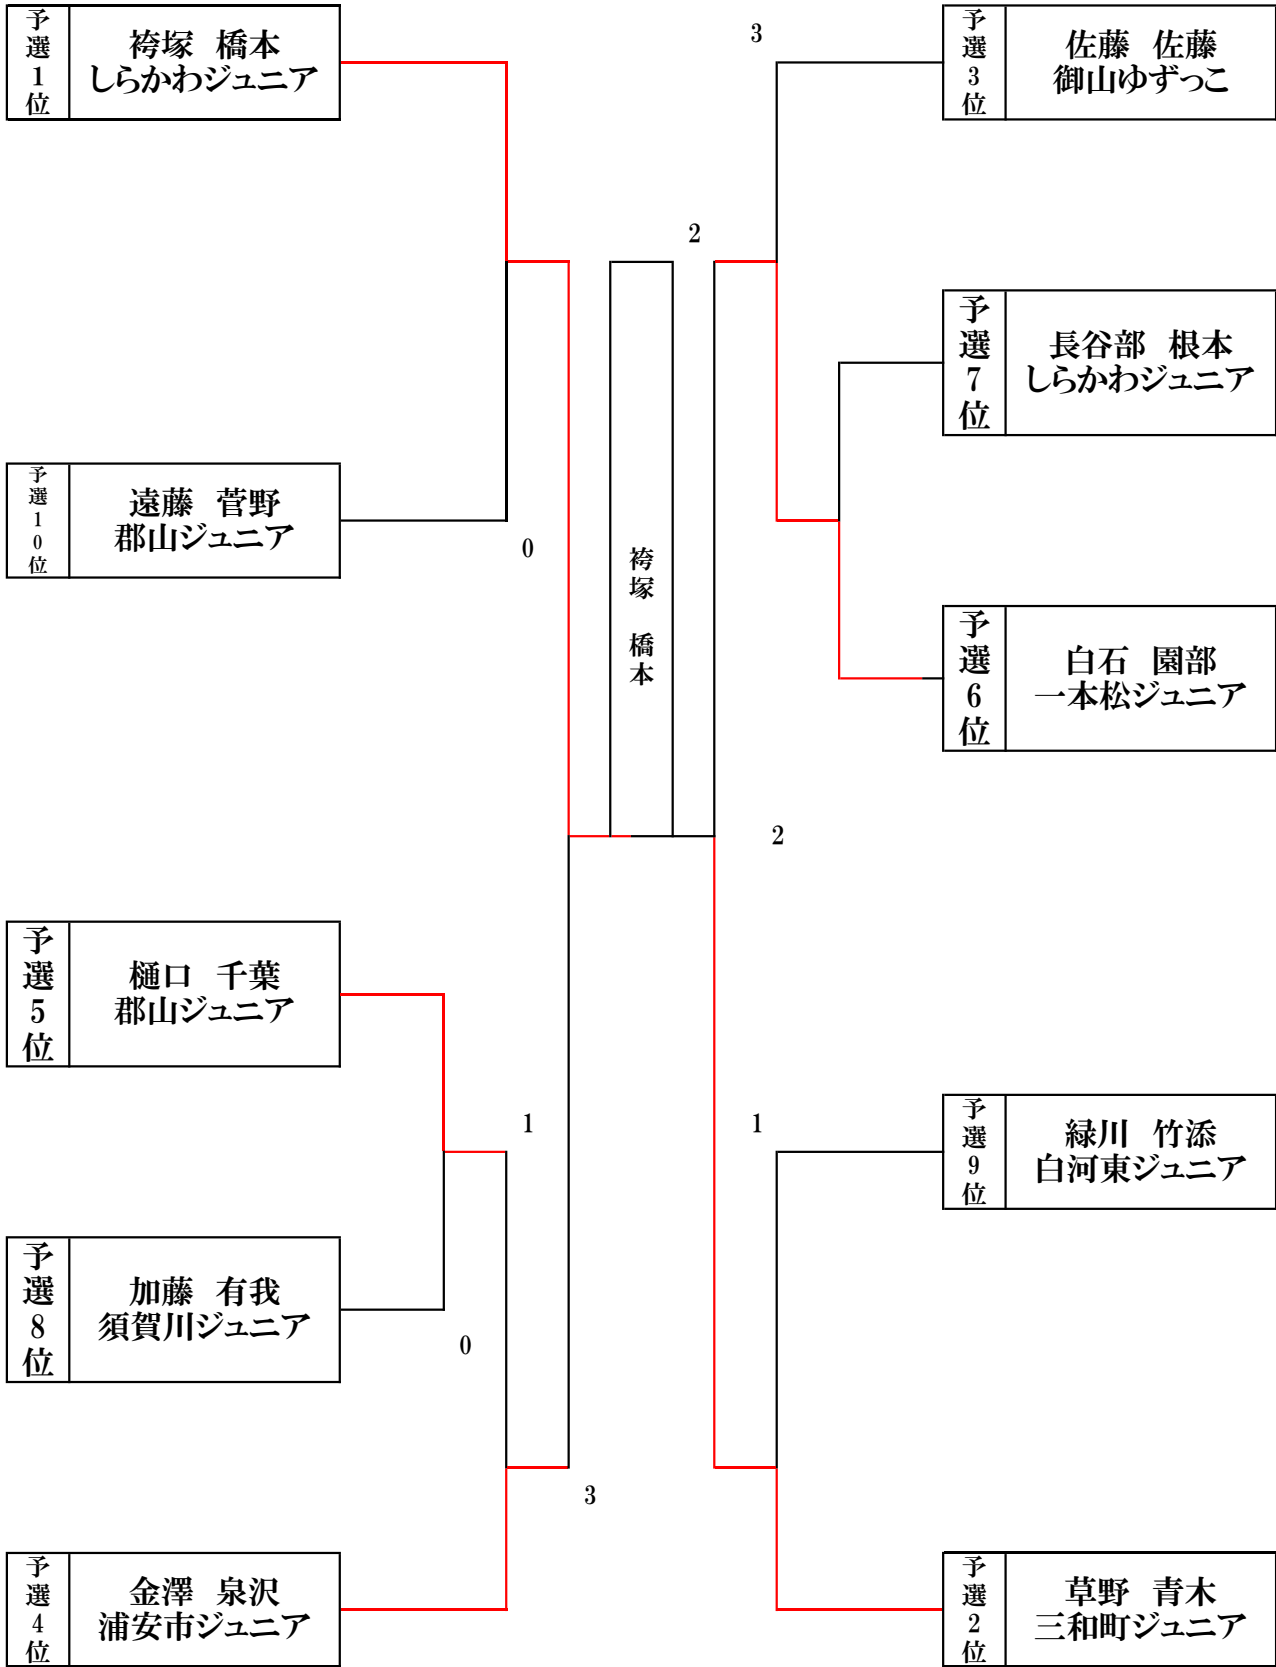 予選1位
袴塚 橋本
しらかわジュニア
予選10位
遠藤 菅野
郡山ジュニア
0
予選5位
樋口 千葉
郡山ジュニア
1
予選8位
加藤 有我
須賀川ジュニア
0
3
予選4位
金澤 泉沢
浦安市ジュニア
袴塚 橋本
3
予選3位
佐藤 佐藤
御山ゆずっこ
2
予選7位
長谷部 根本
しらかわジュニア
予選6位
白石 園部
一本松ジュニア
2
1
予選9位
緑川 竹添
白河東ジュニア
予選2位
草野 青木
三和町ジュニア